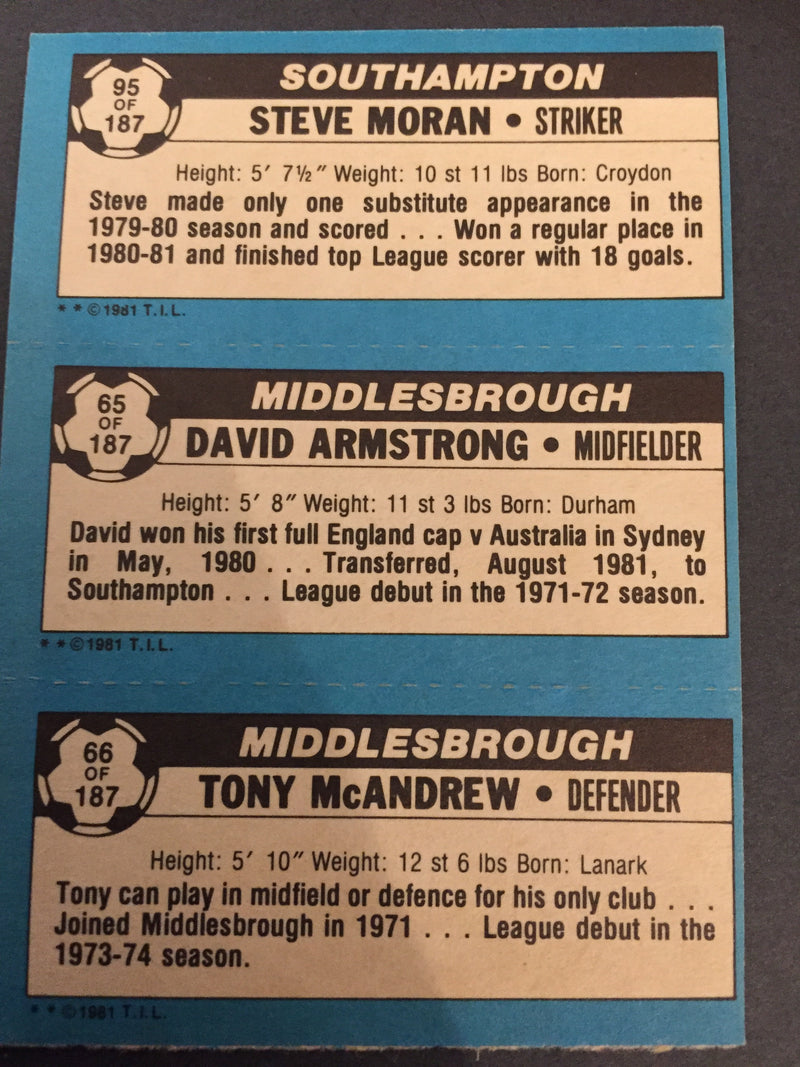 95
OF
187
SOUTHAMPTON
STEVE MORAN • STRIKER
Height: 5′ 7½″ Weight: 10 st 11 lbs Born: Croydon
Steve made only one substitute appearance in the
1979-80 season and scored . . . Won a regular place in
1980-81 and finished top League scorer with 18 goals.
* * © 1981 T.I.L.
65
OF
187
MIDDLESBROUGH
DAVID ARMSTRONG • MIDFIELDER
Height: 5′ 8″ Weight: 11 st 3 lbs Born: Durham
David won his first full England cap v Australia in Sydney
in May, 1980 . . . Transferred, August 1981, to
Southampton . . . League debut in the 1971-72 season.
* * © 1981 T.I.L.
66
OF
187
MIDDLESBROUGH
TONY McANDREW • DEFENDER
Height: 5′ 10″ Weight: 12 st 6 lbs Born: Lanark
Tony can play in midfield or defence for his only club . . .
Joined Middlesbrough in 1971 . . . League debut in the
1973-74 season.
* * © 1981 T.I.L.